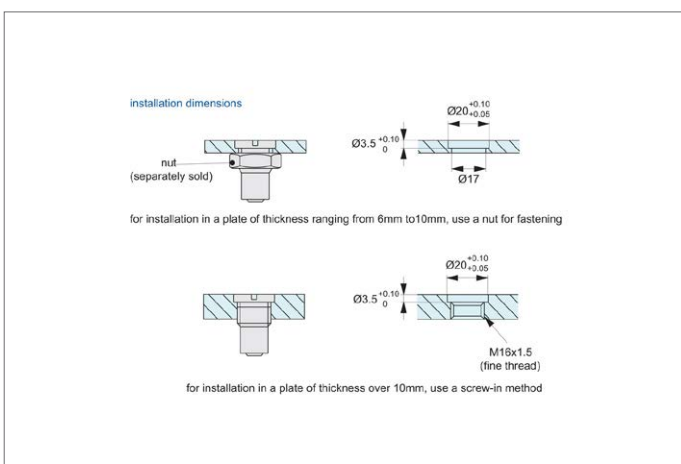 installation dimensions
Ø20 +0.10 +0.05
Ø3.5 +0.10 0
nut
(separately sold)
Ø17
for installation in a plate of thickness ranging from 6mm to10mm, use a nut for fastening
Ø20 +0.10 +0.05
Ø3.5 +0.10 0
M16x1.5
(fine thread)
for installation in a plate of thickness over 10mm, use a screw-in method